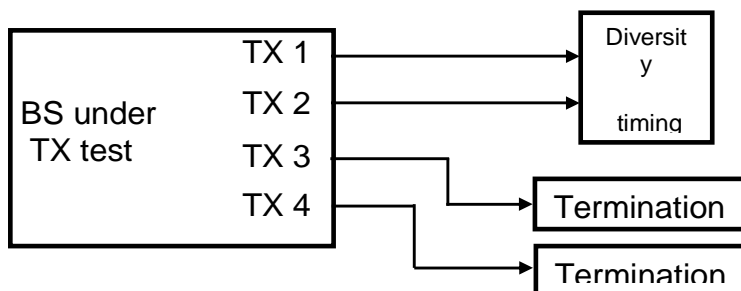 TX 1
TX 2
TX 3
TX 4
BS under
TX test
Diversit
y
timing
Termination
Termination